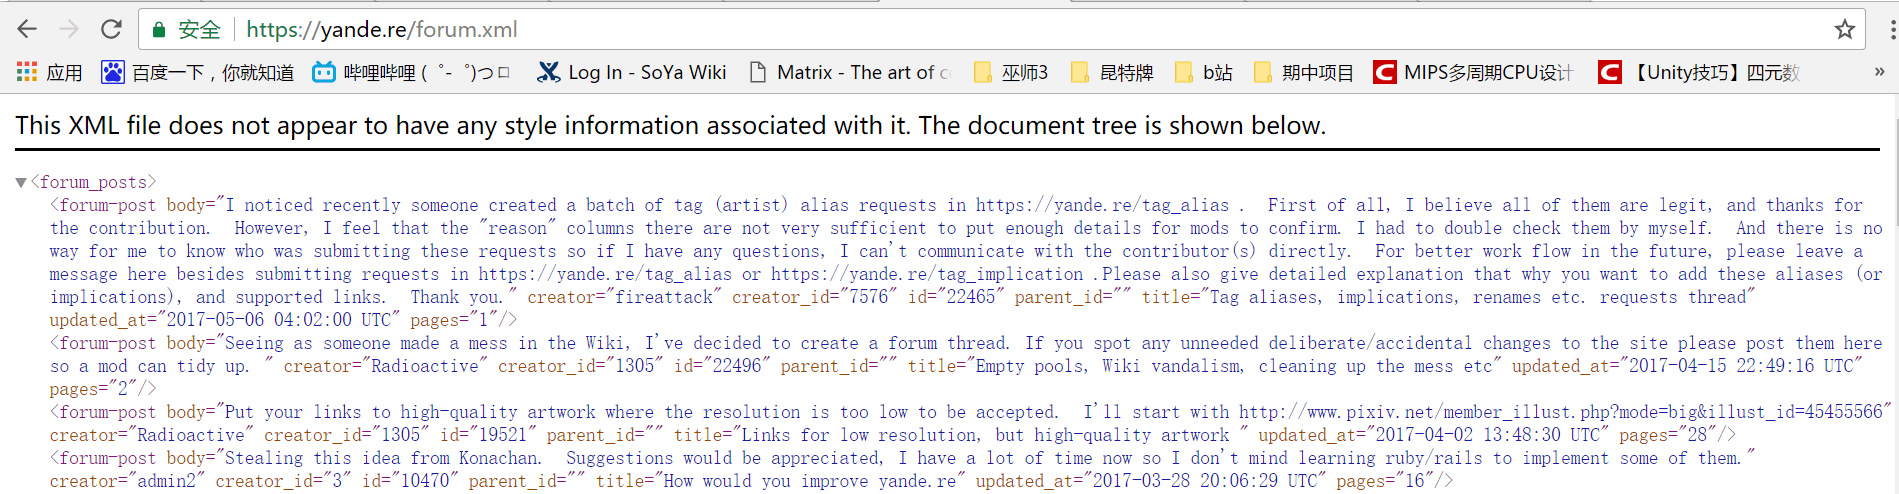 安全 https://yande.re/forum.xml
应用 百度一下，你就知道 哔哩哔哩 ( ゜- ゜)つロ Log In - SoYa Wiki Matrix - The art of c 巫师3 昆特牌 b站 期中项目 MIPS多周期CPU设计 【Unity技巧】四元数 »
This XML file does not appear to have any style information associated with it. The document tree is shown below.
▼<forum_posts>
<forum-post body="I noticed recently someone created a batch of tag (artist) alias requests in https://yande.re/tag_alias .  First of all, I believe all of them are legit, and thanks for
the contribution.  However, I feel that the "reason" columns there are not very sufficient to put enough details for mods to confirm. I had to double check them by myself.  And there is no
way for me to know who was submitting these requests so if I have any questions, I can't communicate with the contributor(s) directly.  For better work flow in the future, please leave a
message here besides submitting requests in https://yande.re/tag_alias or https://yande.re/tag_implication .Please also give detailed explanation that why you want to add these aliases (or
implications), and supported links.  Thank you." creator="fireattack" creator_id="7576" id="22465" parent_id="" title="Tag aliases, implications, renames etc. requests thread"
updated_at="2017-05-06 04:02:00 UTC" pages="1"/>
<forum-post body="Seeing as someone made a mess in the Wiki, I've decided to create a forum thread. If you spot any unneeded deliberate/accidental changes to the site please post them here
so a mod can tidy up. " creator="Radioactive" creator_id="1305" id="22496" parent_id="" title="Empty pools, Wiki vandalism, cleaning up the mess etc" updated_at="2017-04-15 22:49:16 UTC"
pages="2"/>
<forum-post body="Put your links to high-quality artwork where the resolution is too low to be accepted.  I'll start with http://www.pixiv.net/member_illust.php?mode=big&illust_id=45455566"
creator="Radioactive" creator_id="1305" id="19521" parent_id="" title="Links for low resolution, but high-quality artwork " updated_at="2017-04-02 13:48:30 UTC" pages="28"/>
<forum-post body="Stealing this idea from Konachan.  Suggestions would be appreciated, I have a lot of time now so I don't mind learning ruby/rails to implement some of them."
creator="admin2" creator_id="3" id="10470" parent_id="" title="How would you improve yande.re" updated_at="2017-03-28 20:06:29 UTC" pages="16"/>